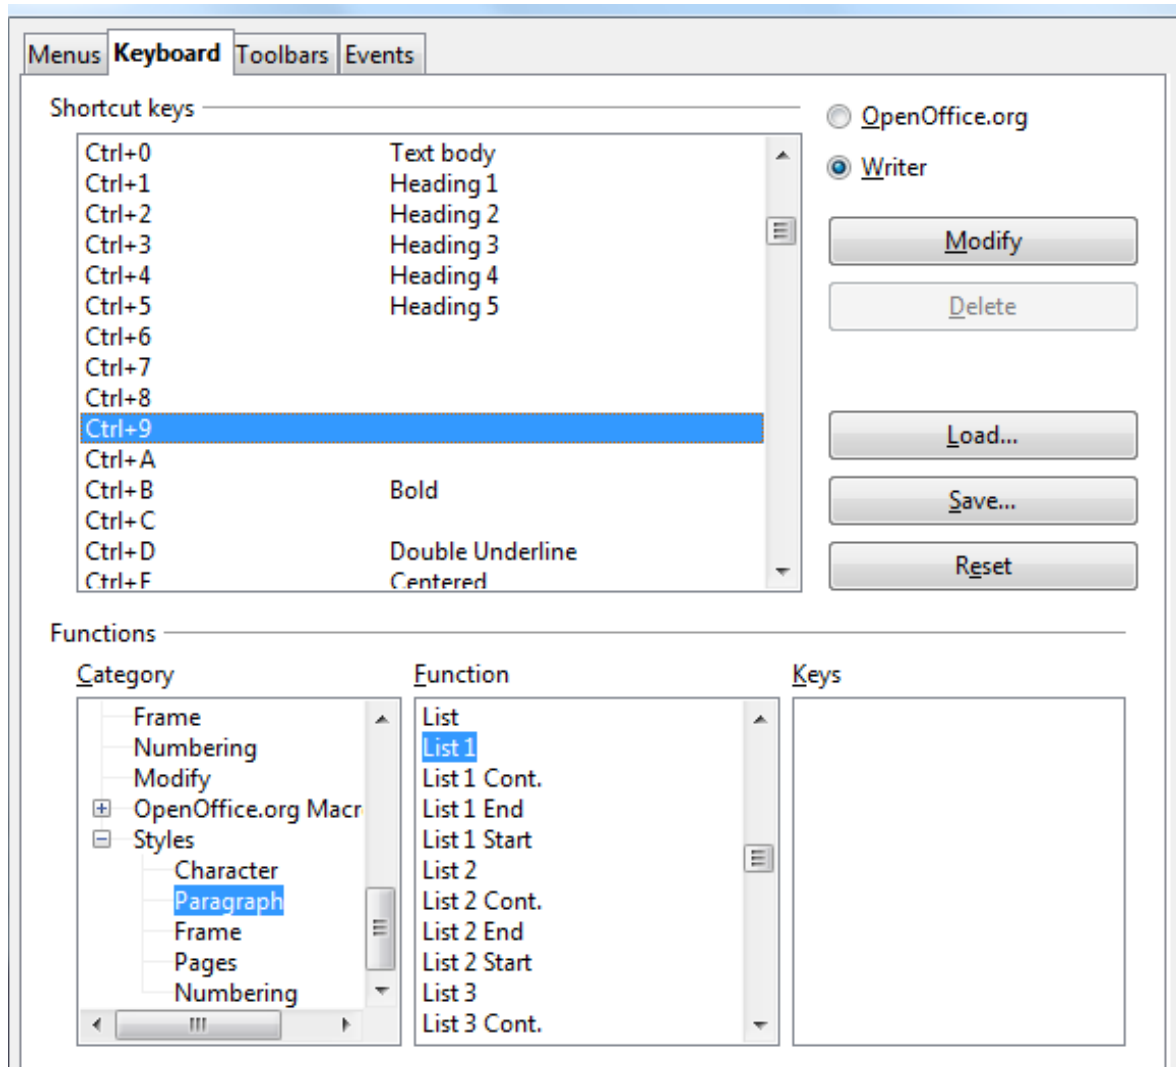 Menus Keyboard Toolbars Events
Shortcut keys
OpenOffice.org
Writer
Ctrl+0 Text body
Ctrl+1 Heading 1
Ctrl+2 Heading 2
Ctrl+3 Heading 3
Ctrl+4 Heading 4
Ctrl+5 Heading 5
Ctrl+6
Ctrl+7
Ctrl+8
Ctrl+9
Ctrl+A
Ctrl+B Bold
Ctrl+C
Ctrl+D Double Underline
Ctrl+E Centered
Modify
Delete
Load...
Save...
Reset
Functions
Category
Frame
Numbering
Modify
OpenOffice.org Macr
Styles
Character
Paragraph
Frame
Pages
Numbering
Function
List
List 1
List 1 Cont.
List 1 End
List 1 Start
List 2
List 2 Cont.
List 2 End
List 2 Start
List 3
List 3 Cont.
Keys